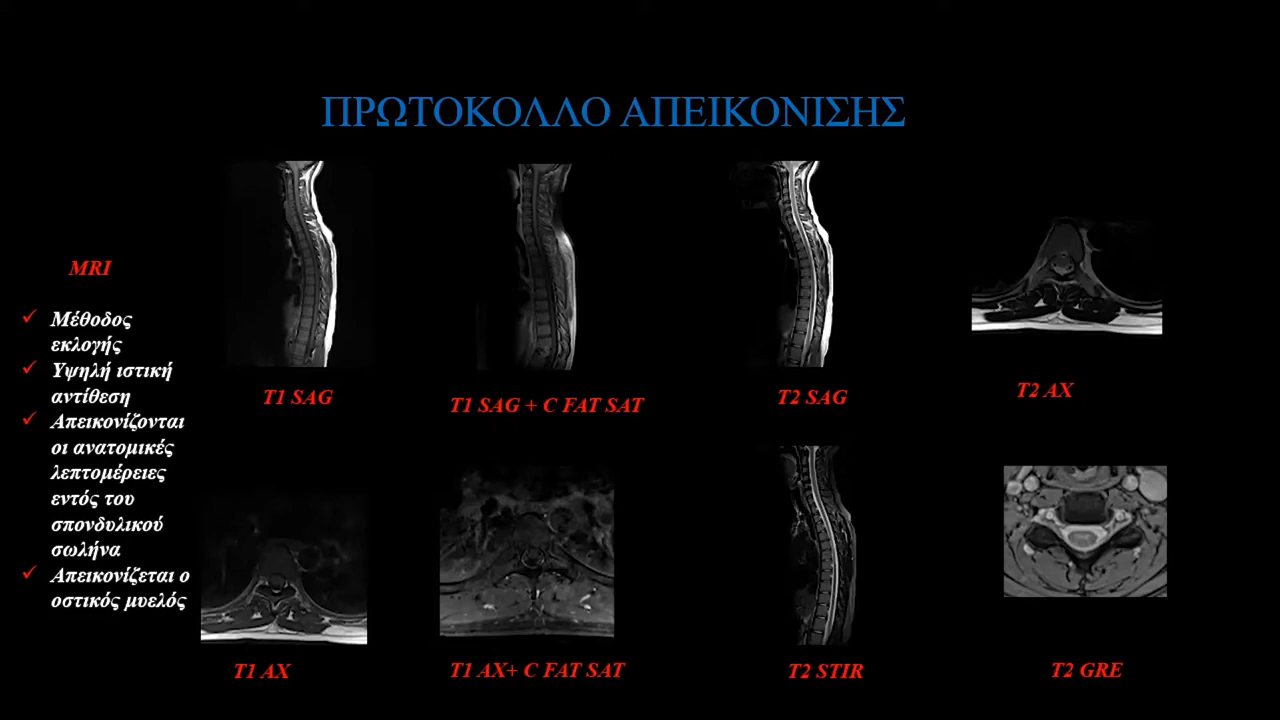 ΠΡΩΤΟΚΟΛΛΟ ΑΠΕΙΚΟΝΙΣΗΣ
MRI
✓ Μέθοδος
εκλογής
✓ Υψηλή ιστική
αντίθεση
✓ Απεικονίζονται
οι ανατομικές
λεπτομέρειες
εντός του
σπονδυλικού
σωλήνα
✓ Απεικονίζεται ο
οστικός μυελός
T1 SAG
T1 SAG + C FAT SAT
T2 SAG
T2 AX
T1 AX
T1 AX+ C FAT SAT
T2 STIR
T2 GRE